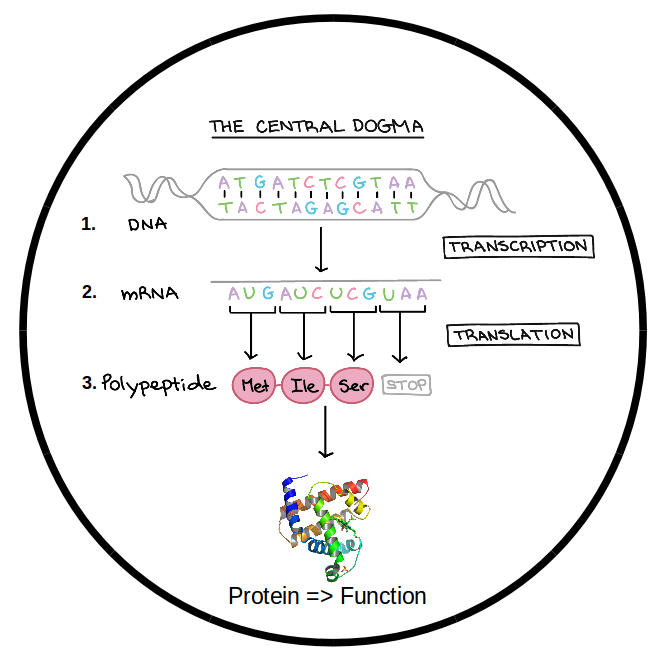 THE CENTRAL DOGMA
ATGATCTCGTAA
TACTAGAGCATT
1. DNA
TRANSCRIPTION
2. mRNA AUGAUCUCGUAA
TRANSLATION
3. Polypeptide Met Ile Ser STOP
Protein => Function